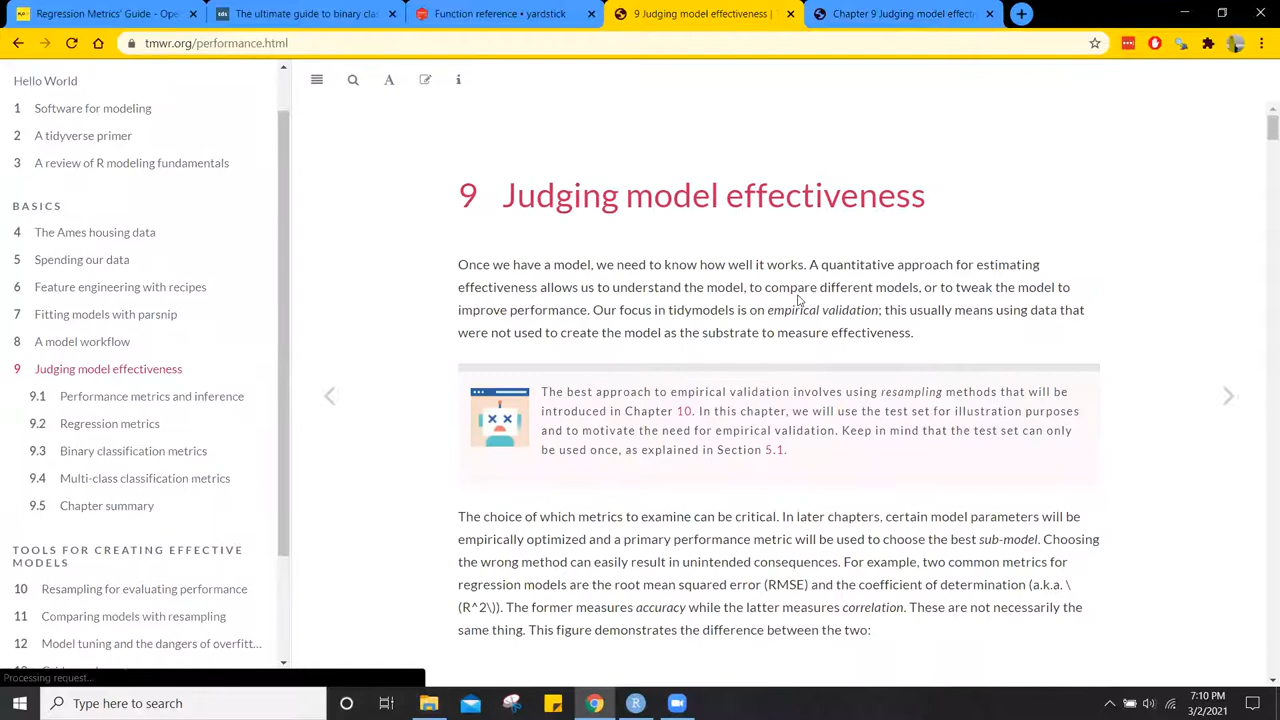 Regression Metrics' Guide - Open
The ultimate guide to binary clas
Function reference • yardstick
9 Judging model effectiveness |
Chapter 9 Judging model effecti
tmwr.org/performance.html
Hello World
1 Software for modeling
2 A tidyverse primer
3 A review of R modeling fundamentals
BASICS
4 The Ames housing data
5 Spending our data
6 Feature engineering with recipes
7 Fitting models with parsnip
8 A model workflow
9 Judging model effectiveness
9.1 Performance metrics and inference
9.2 Regression metrics
9.3 Binary classification metrics
9.4 Multi-class classification metrics
9.5 Chapter summary
TOOLS FOR CREATING EFFECTIVE
MODELS
10 Resampling for evaluating performance
11 Comparing models with resampling
12 Model tuning and the dangers of overfitt...
9 Judging model effectiveness
Once we have a model, we need to know how well it works. A quantitative approach for estimating
effectiveness allows us to understand the model, to compare different models, or to tweak the model to
improve performance. Our focus in tidymodels is on empirical validation; this usually means using data that
were not used to create the model as the substrate to measure effectiveness.
The best approach to empirical validation involves using resampling methods that will be
introduced in Chapter 10. In this chapter, we will use the test set for illustration purposes
and to motivate the need for empirical validation. Keep in mind that the test set can only
be used once, as explained in Section 5.1.
The choice of which metrics to examine can be critical. In later chapters, certain model parameters will be
empirically optimized and a primary performance metric will be used to choose the best sub-model. Choosing
the wrong method can easily result in unintended consequences. For example, two common metrics for
regression models are the root mean squared error (RMSE) and the coefficient of determination (a.k.a. \
(R^2\)). The former measures accuracy while the latter measures correlation. These are not necessarily the
same thing. This figure demonstrates the difference between the two:
Processing request...
Type here to search
7:10 PM
3/2/2021